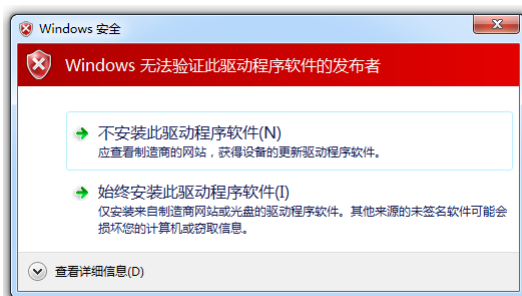 Windows 安全
Windows 无法验证此驱动程序软件的发布者
不安装此驱动程序软件(N)
应查看制造商的网站，获得设备的更新驱动程序软件。
始终安装此驱动程序软件(I)
仅安装来自制造商网站或光盘的驱动程序软件。其他来源的未签名软件可能会
损坏您的计算机或窃取信息。
查看详细信息(D)